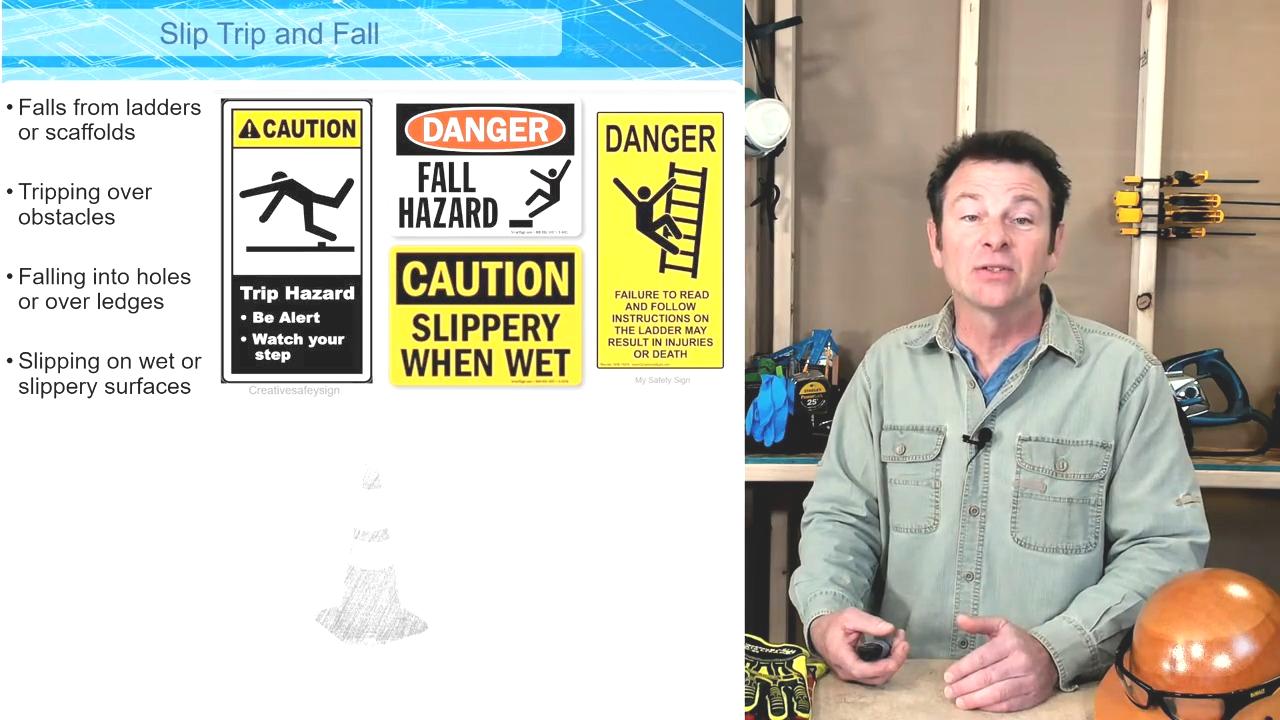 Slip Trip and Fall
• Falls from ladders
or scaffolds
• Tripping over
obstacles
• Falling into holes
or over ledges
• Slipping on wet or
slippery surfaces
CAUTION
Trip Hazard
• Be Alert
• Watch your
step
Creativesafeysign
DANGER
FALL
HAZARD
CAUTION
SLIPPERY
WHEN WET
DANGER
FAILURE TO READ
AND FOLLOW
INSTRUCTIONS ON
THE LADDER MAY
RESULT IN INJURIES
OR DEATH
My Safety Sign
25'